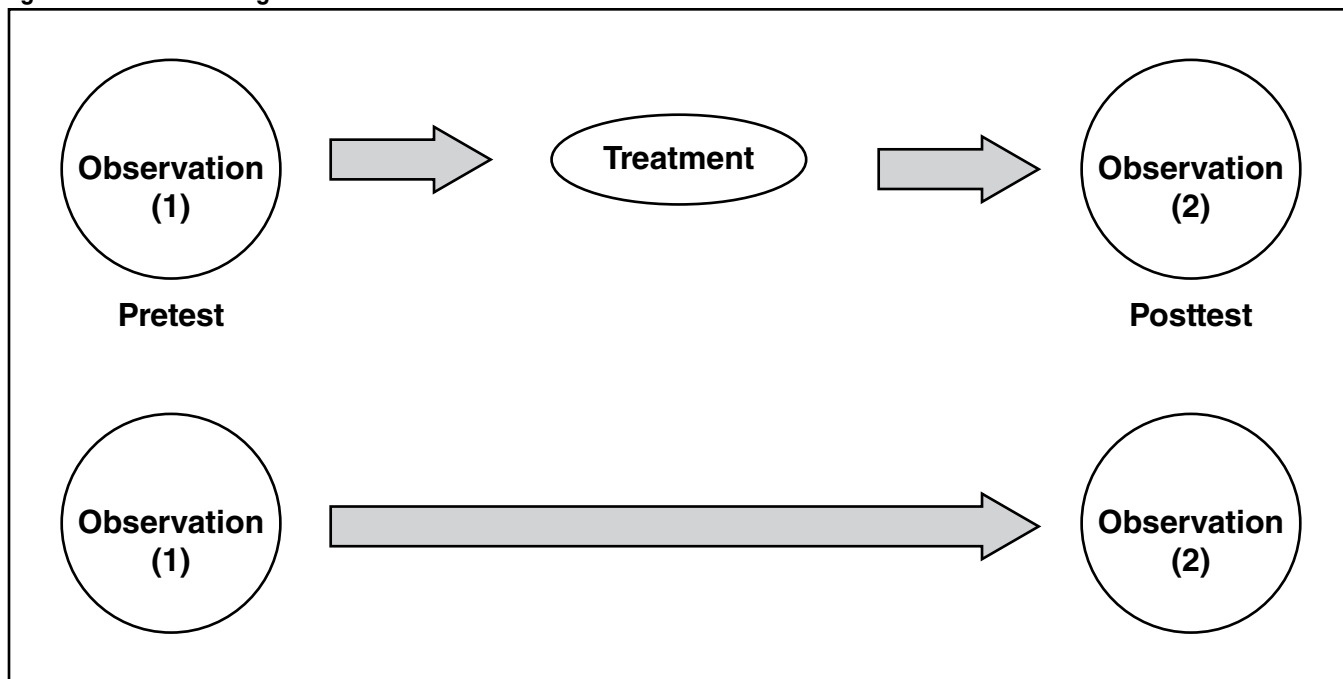 Observation
(1)
Treatment
Observation
(2)
Pretest
Posttest
Observation
(1)
Observation
(2)